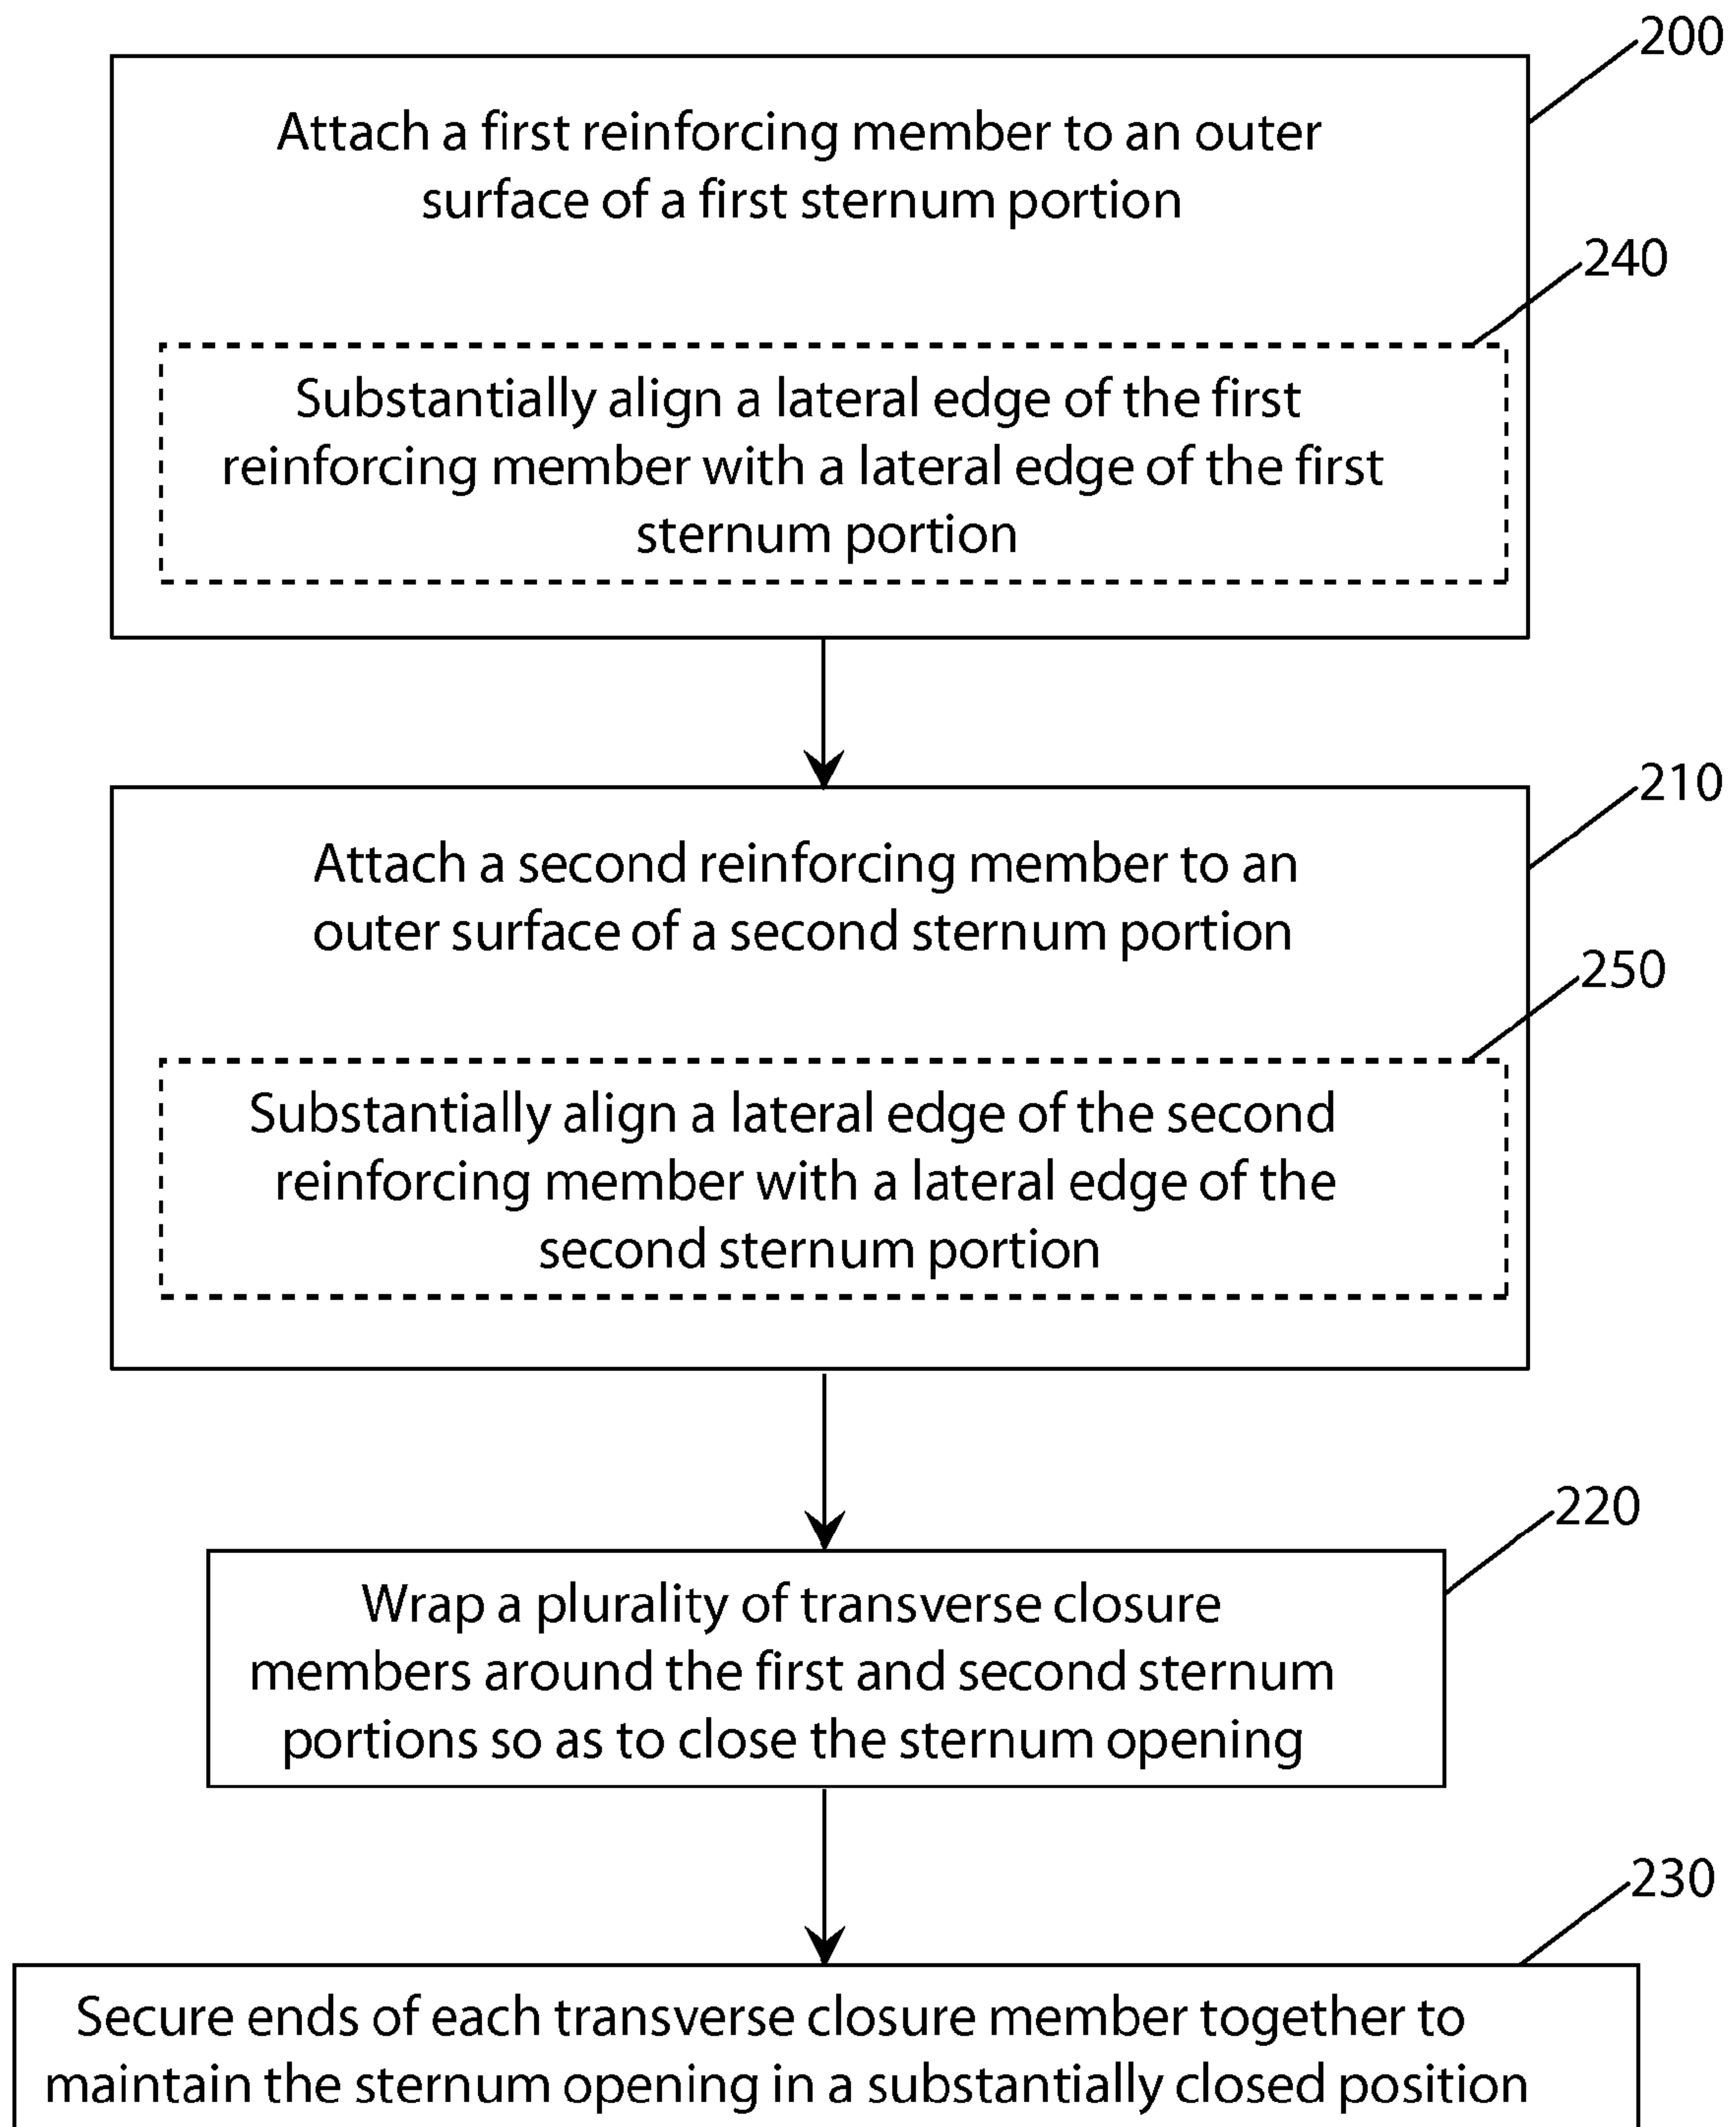 200
Attach a first reinforcing member to an outer
surface of a first sternum portion
240
Substantially align a lateral edge of the first
reinforcing member with a lateral edge of the first
sternum portion
210
Attach a second reinforcing member to an
outer surface of a second sternum portion
250
Substantially align a lateral edge of the second
reinforcing member with a lateral edge of the
second sternum portion
220
Wrap a plurality of transverse closure
members around the first and second sternum
portions so as to close the sternum opening
230
Secure ends of each transverse closure member together to
maintain the sternum opening in a substantially closed position